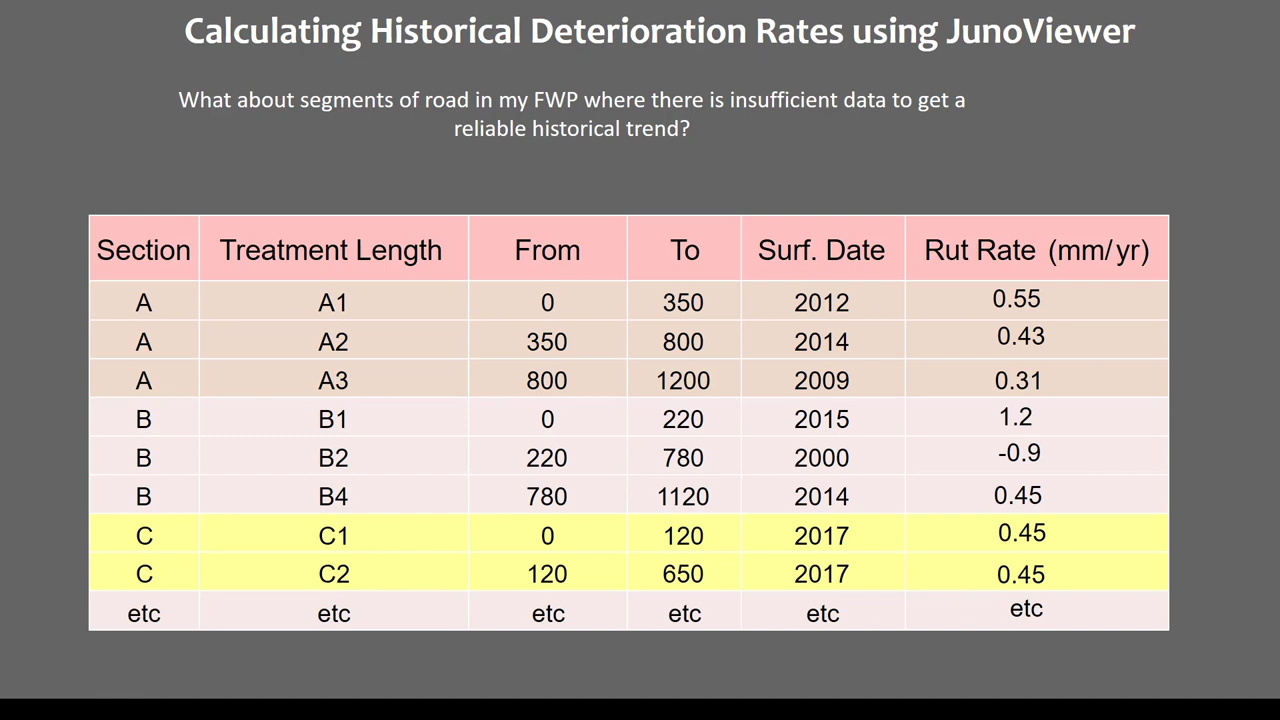 Calculating Historical Deterioration Rates using JunoViewer
What about segments of road in my FWP where there is insufficient data to get a
reliable historical trend?
Section Treatment Length From To Surf. Date Rut Rate (mm/yr)
A A1 0 350 2012 0.55
A A2 350 800 2014 0.43
A A3 800 1200 2009 0.31
B B1 0 220 2015 1.2
B B2 220 780 2000 -0.9
B B4 780 1120 2014 0.45
C C1 0 120 2017 0.45
C C2 120 650 2017 0.45
etc etc etc etc etc etc